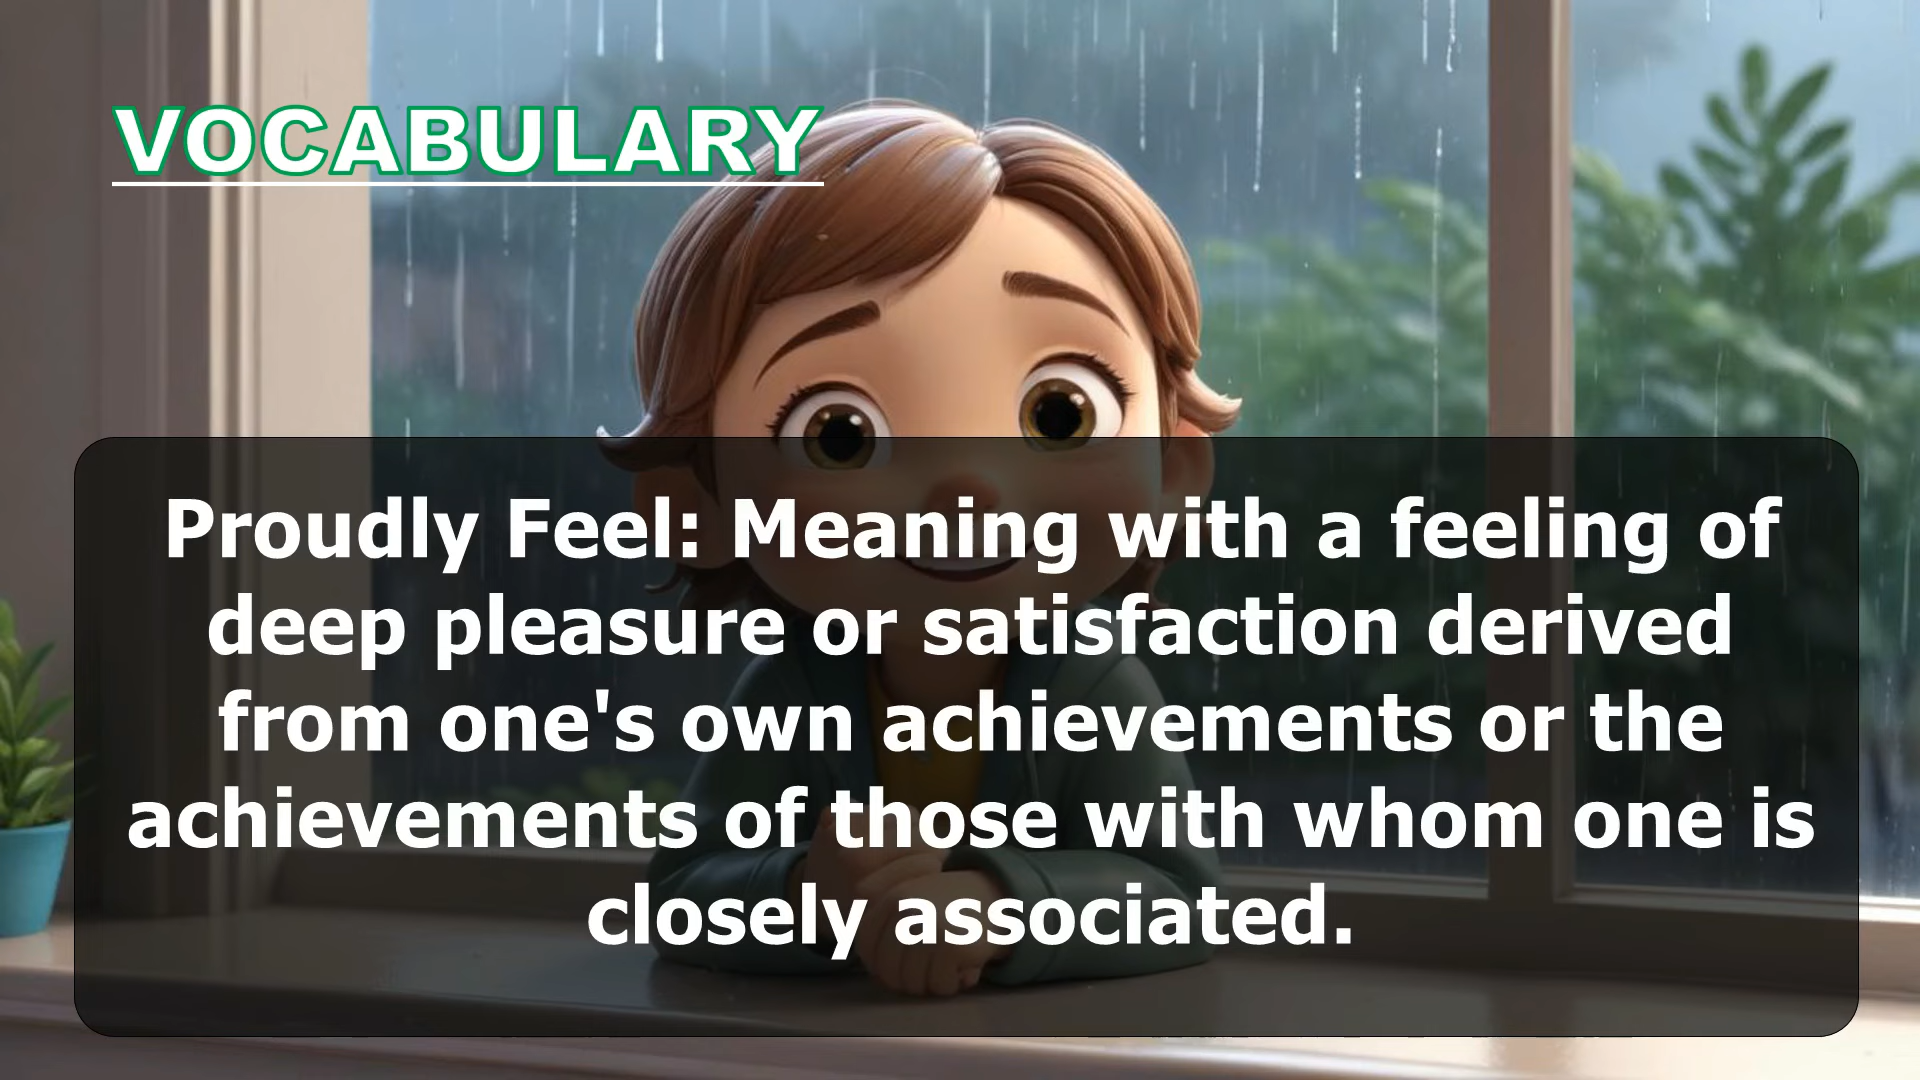 VOCABULARY
Proudly Feel: Meaning with a feeling of
deep pleasure or satisfaction derived
from one's own achievements or the
achievements of those with whom one is
closely associated.